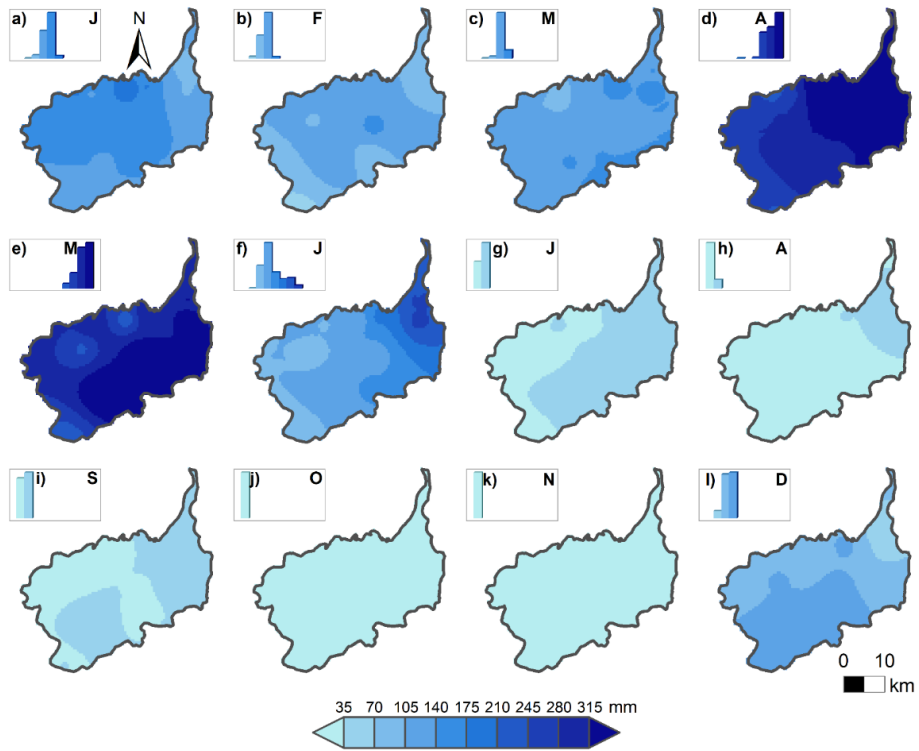 a) J
N
b) F
c) M
d) A
e) M
f) J
g) J
h) A
i) S
j) O
k) N
l) D
0 10
km
35 70 105 140 175 210 245 280 315 mm